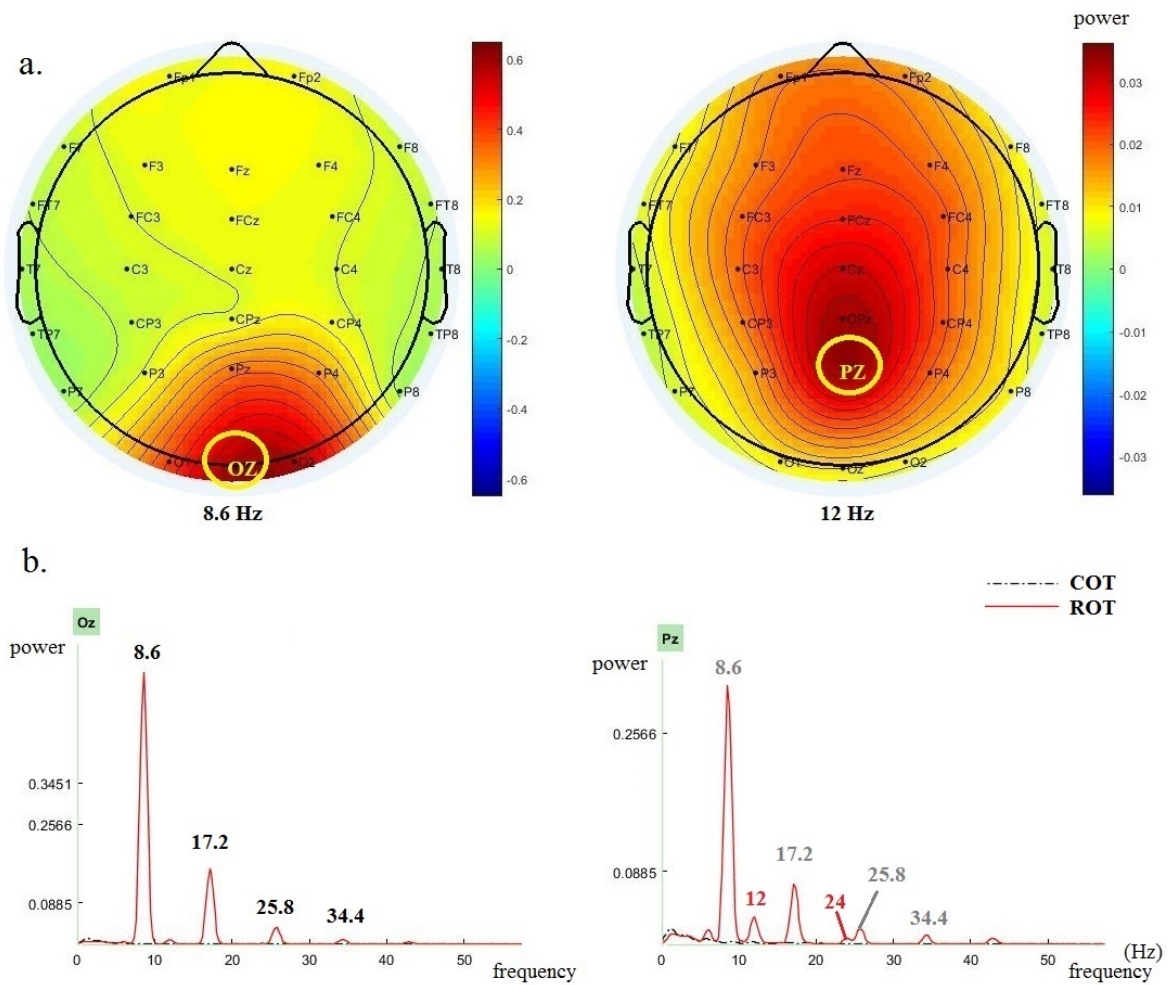 a.
power
Fp1 Fp2
F7 F3 Fz F4 F8
FT7 FC3 FCz FC4 FT8
T7 C3 Cz C4 T8
TP7 CP3 CPz CP4 TP8
P7 P3 Pz P4 P8
O1 OZ O2
0.6
0.4
0.2
0
-0.2
-0.4
-0.6
8.6 Hz
Fp1 Fp2
F7 F3 Fz F4 F8
FT7 FC3 FCz FC4 FT8
T7 C3 Cz C4 T8
TP7 CP3 CPz CP4 TP8
P7 P3 PZ P4 P8
O1 Oz O2
0.03
0.02
0.01
0
-0.01
-0.02
-0.03
12 Hz
b.
COT
ROT
Oz
power
8.6
17.2
25.8
34.4
0.3451
0.2566
0.0885
0 10 20 30 40 50
frequency
Pz
power
8.6
12
17.2
24
25.8
34.4
0.2566
0.0885
0 10 20 30 40 50
(Hz)
frequency